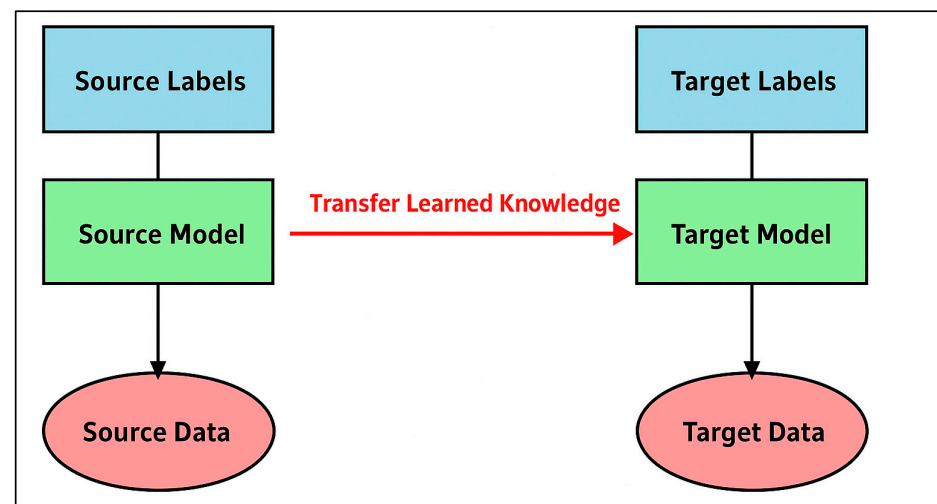 Source Labels
Target Labels
Transfer Learned Knowledge
Source Model
Target Model
Source Data
Target Data